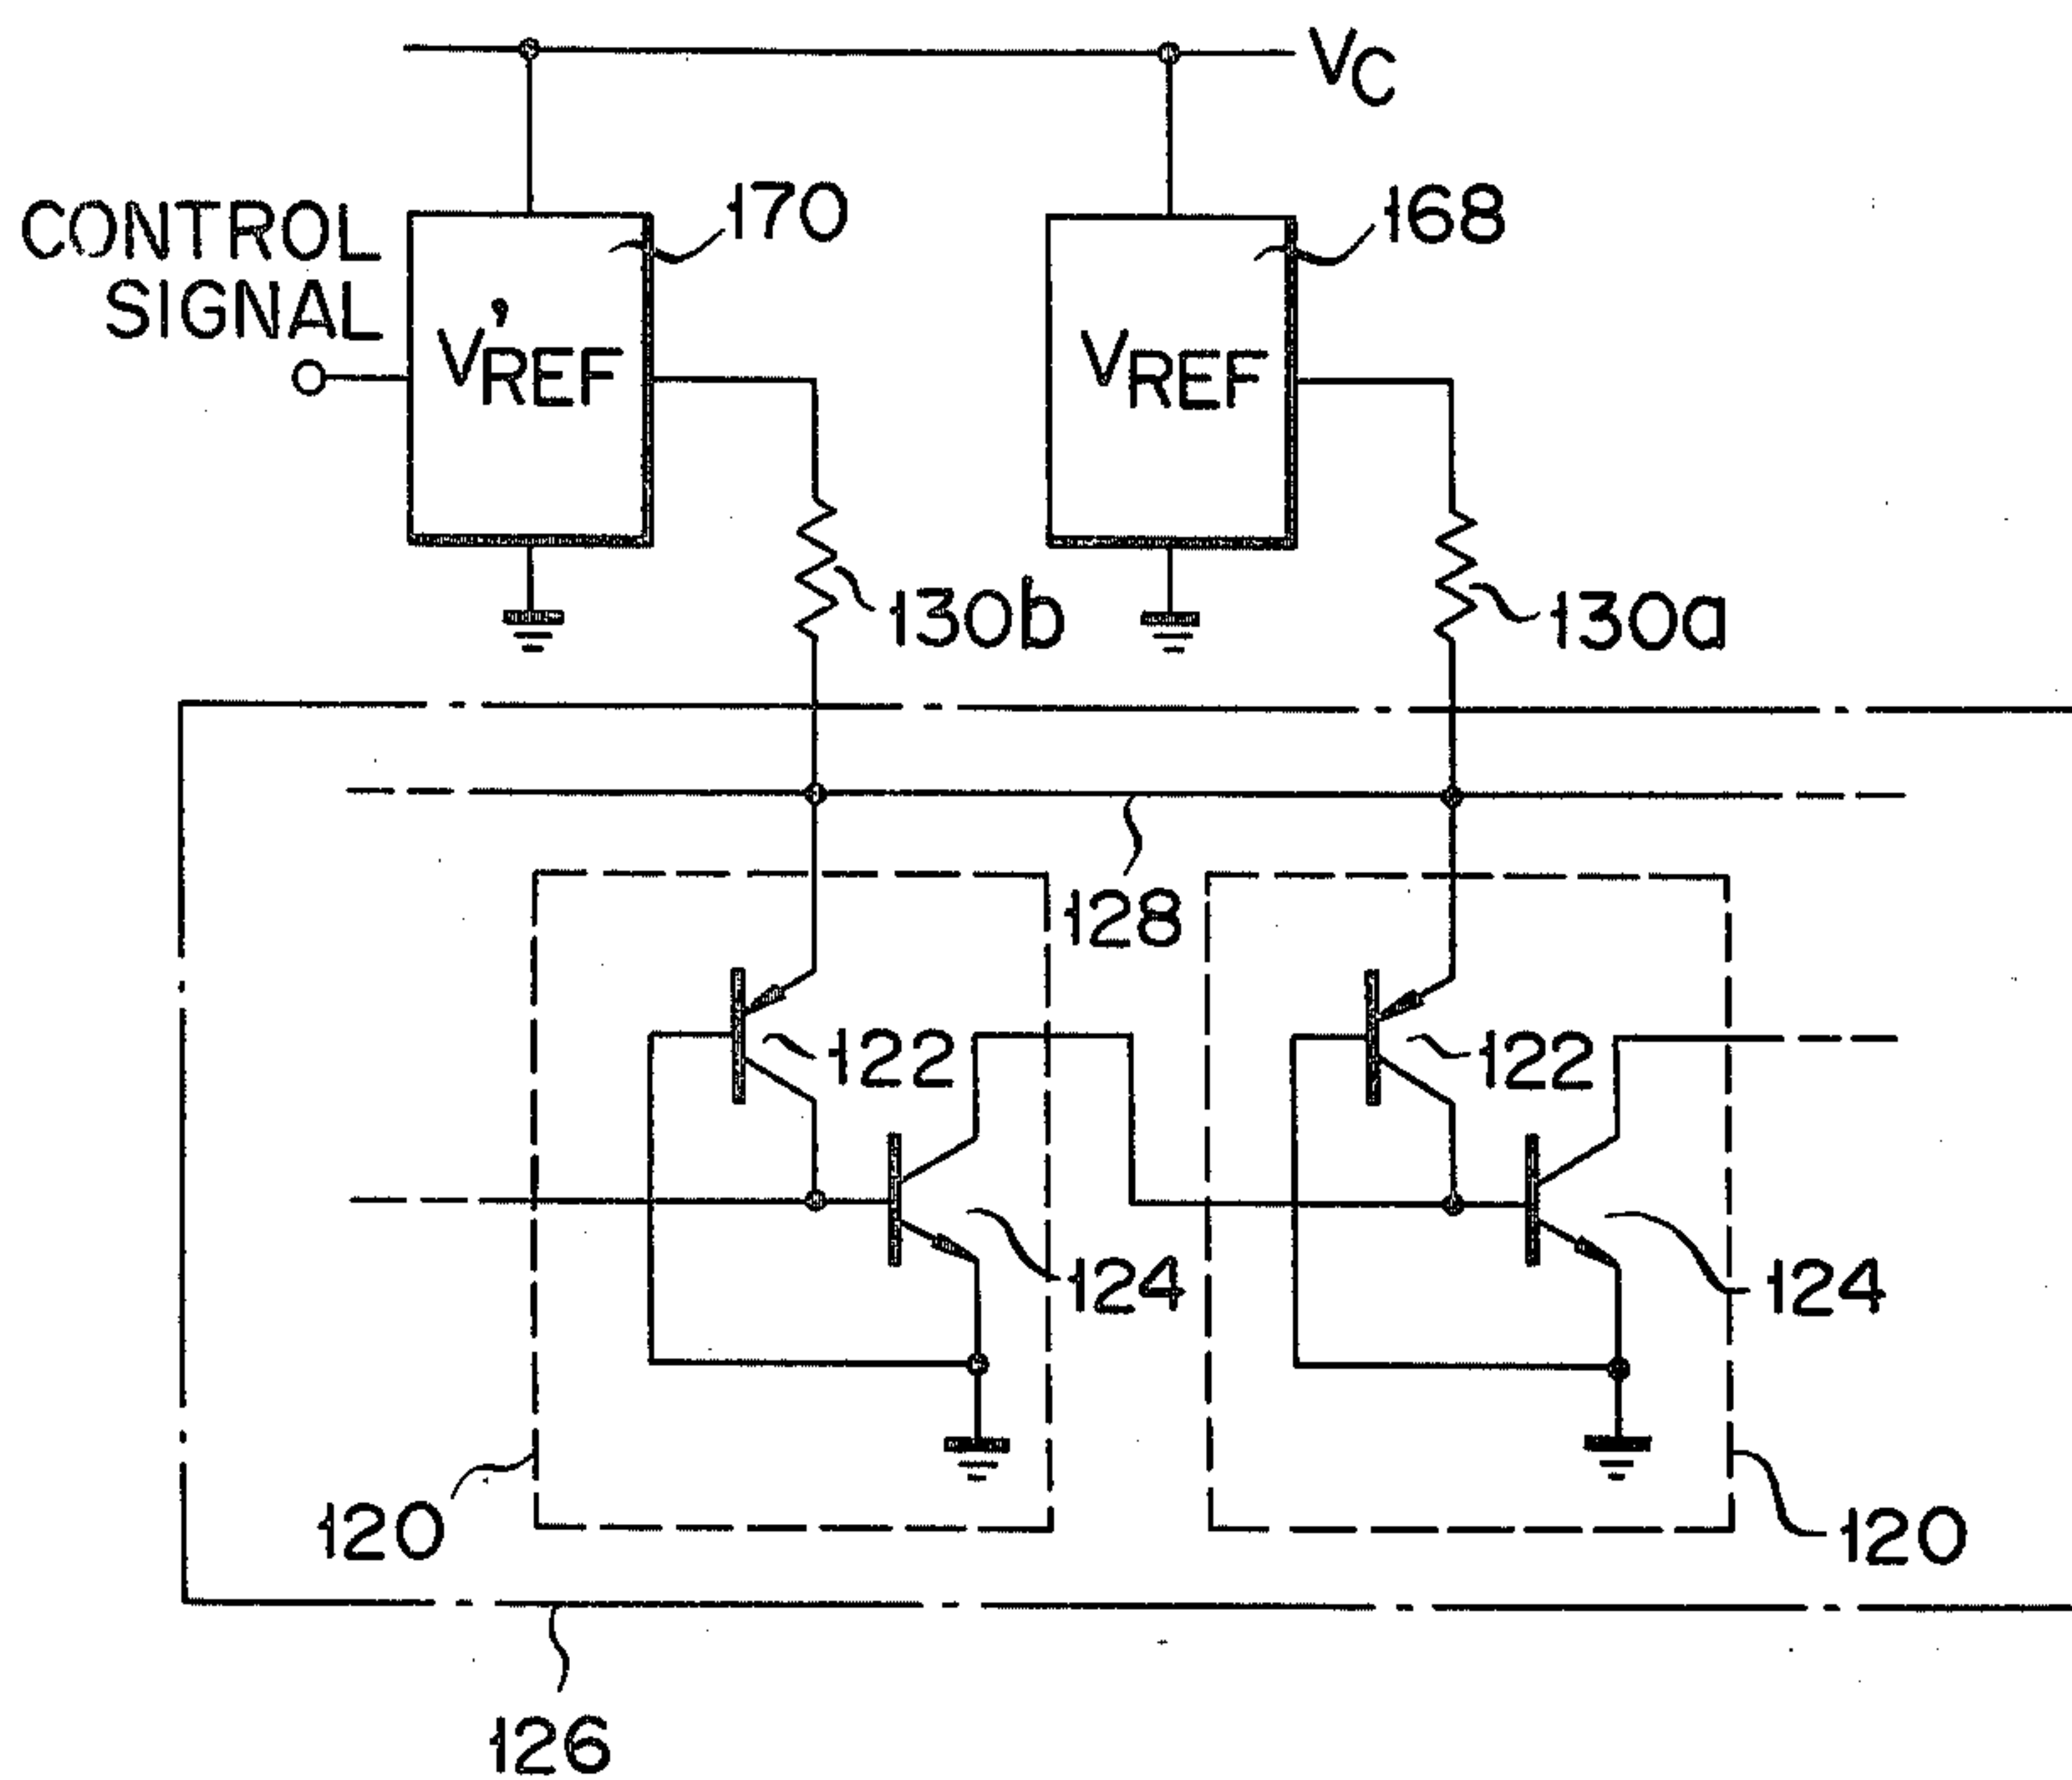 VC
170
168
CONTROL
SIGNAL
V'REF
VREF
130b
130a
128
122
122
124
124
120
120
126